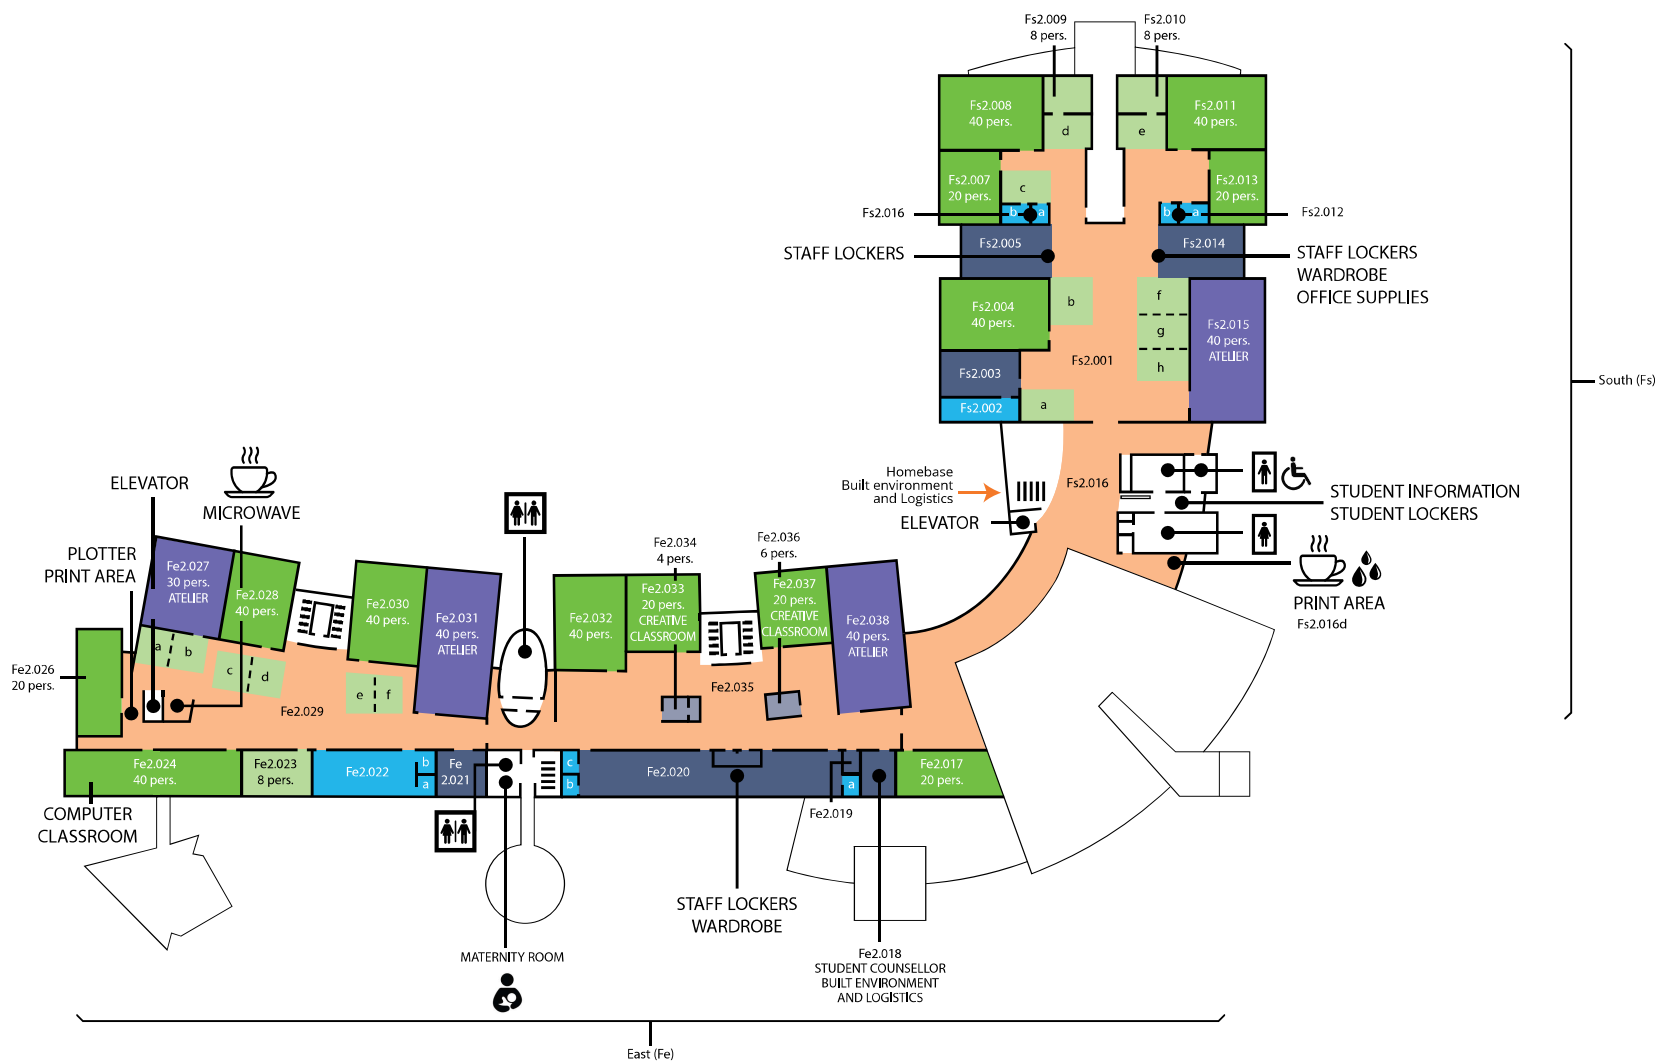 Fs2.009
8 pers.
Fs2.010
8 pers.
Fs2.008
40 pers.
d
e
Fs2.011
40 pers.
Fs2.007
20 pers.
c
Fs2.013
20 pers.
Fs2.016
b
a
b
a
Fs2.012
Fs2.005
Fs2.014
STAFF LOCKERS
STAFF LOCKERS
WARDROBE
OFFICE SUPPLIES
Fs2.004
40 pers.
b
f
g
h
Fs2.015
40 pers.
ATELIER
Fs2.001
Fs2.003
Fs2.002
a
South (Fs)
Homebase
Built environment
and Logistics
ELEVATOR
Fs2.016
STUDENT INFORMATION
STUDENT LOCKERS
PRINT AREA
Fs2.016d
ELEVATOR
MICROWAVE
PLOTTER
PRINT AREA
Fe2.027
30 pers.
ATELIER
Fe2.028
40 pers.
Fe2.030
40 pers.
Fe2.031
40 pers.
ATELIER
Fe2.032
40 pers.
Fe2.034
4 pers.
Fe2.033
20 pers.
CREATIVE
CLASSROOM
Fe2.036
6 pers.
Fe2.037
20 pers.
CREATIVE
CLASSROOM
Fe2.038
40 pers.
ATELIER
Fe2.026
20 pers.
a
b
c
d
e
f
Fe2.029
Fe2.035
Fe2.024
40 pers.
Fe2.023
8 pers.
Fe2.022
b
a
Fe
2.021
c
b
Fe2.020
a
Fe2.017
20 pers.
Fe2.019
COMPUTER
CLASSROOM
STAFF LOCKERS
WARDROBE
MATERNITY ROOM
Fe2.018
STUDENT COUNSELLOR
BUILT ENVIRONMENT
AND LOGISTICS
East (Fe)